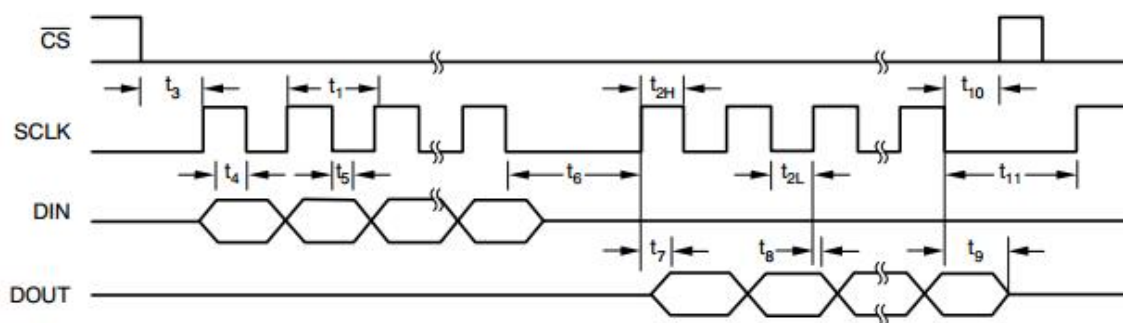 CS
t3 t1 t2H t10
SCLK
t4 t5 t6 t2L t11
DIN
t7 t8 t9
DOUT